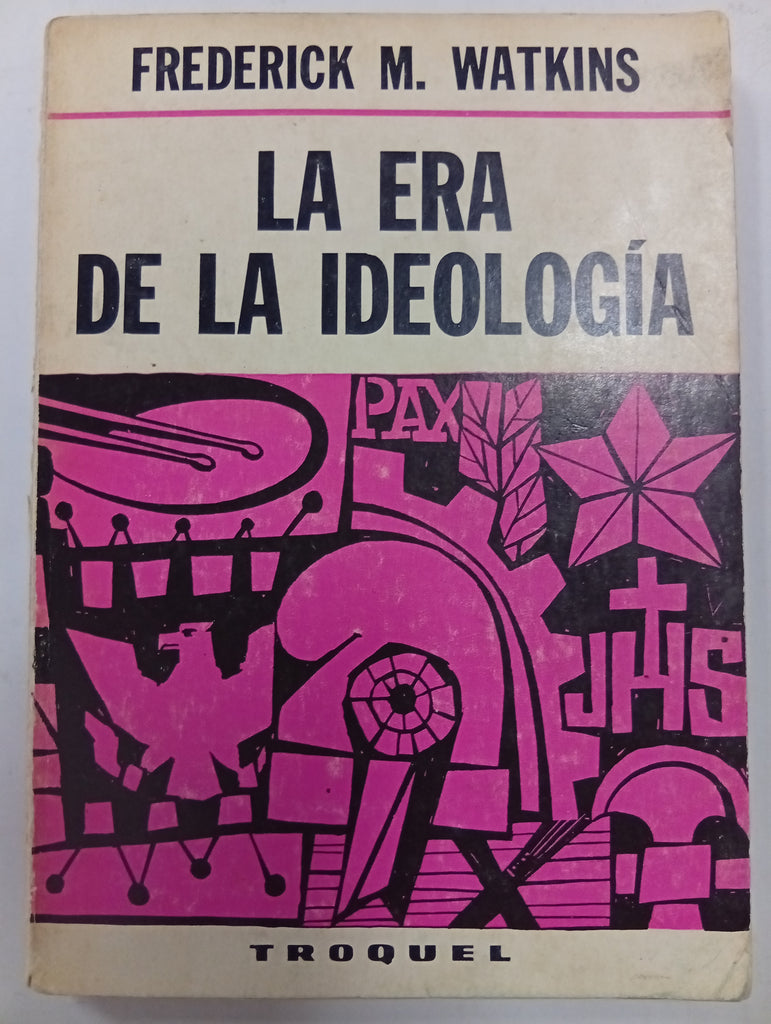 FREDERICK M. WATKINS
LA ERA
DE LA IDEOLOGÍA
PAX
JHS
TROQUEL